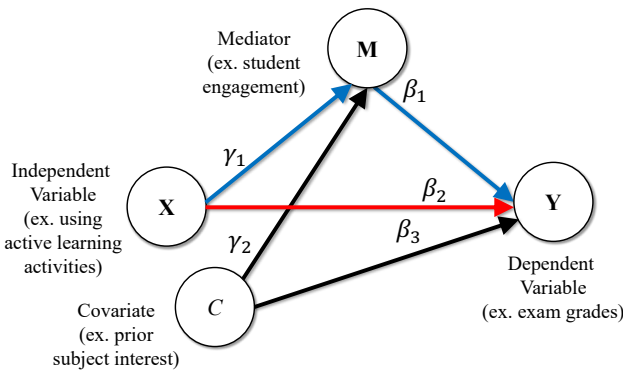 Mediator
(ex. student
engagement)
M
β₁
γ₁
Independent
Variable
(ex. using
active learning
activities)
X
β₂
Y
γ₂
β₃
C
Covariate
(ex. prior
subject interest)
Dependent
Variable
(ex. exam grades)